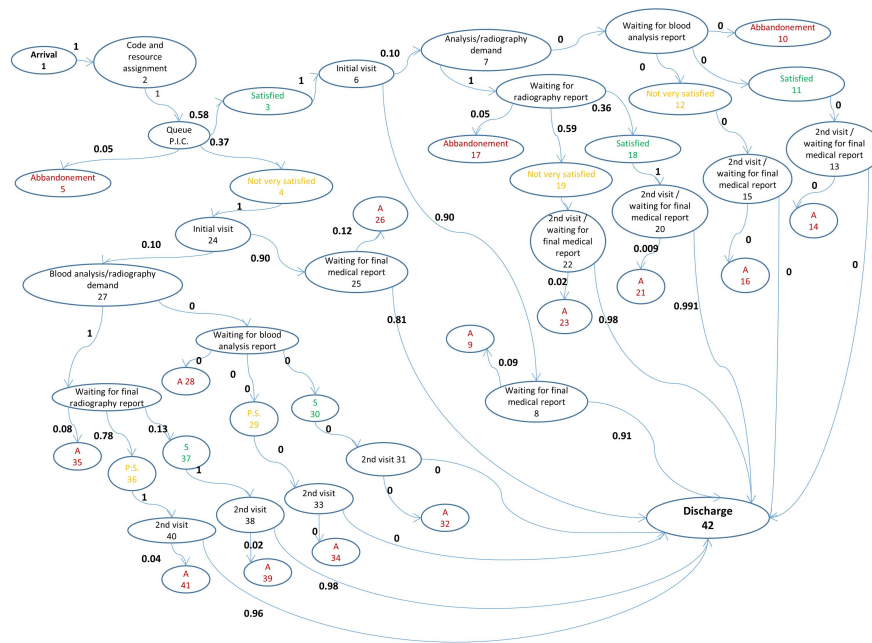 Arrival
1
1
Code and
resource
assignment
2
1
Queue
P.I.C.
0.58
0.37
0.05
Abbandonement
5
Satisfied
3
1
Not very satisfied
4
1
Initial visit
6
0.10
0.90
Analysis/radiography
demand
7
0
1
Waiting for blood
analysis report
0
Abbandonement
10
0
0
Not very satisfied
12
Satisfied
11
0
0
Waiting for
radiography report
0.05
0.36
0.59
Abbandonement
17
Satisfied
18
1
Not very satisfied
19
2nd visit /
waiting for final
medical report
13
0
A
14
0
2nd visit /
waiting for final
medical report
15
0
A
16
0
2nd visit /
waiting for final
medical report
20
0.009
A
21
0.991
2nd visit /
waiting for
final medical
report
22
0.02
A
23
0.98
Initial visit
24
0.10
0.90
Waiting for final
medical report
25
0.12
A
26
0.81
A
9
0.09
Waiting for final
medical report
8
0.91
Blood analysis/radiography
demand
27
0
1
Waiting for blood
analysis report
0
0
0
0
A 28
P.S.
29
S
30
0
0
2nd visit 31
0
0
A
32
2nd visit
33
0
0
A
34
Waiting for final
radiography report
0.08
0.78
0.13
A
35
P.S.
36
S
37
1
1
2nd visit
38
0.02
A
39
0.98
2nd visit
40
0.04
A
41
0.96
Discharge
42